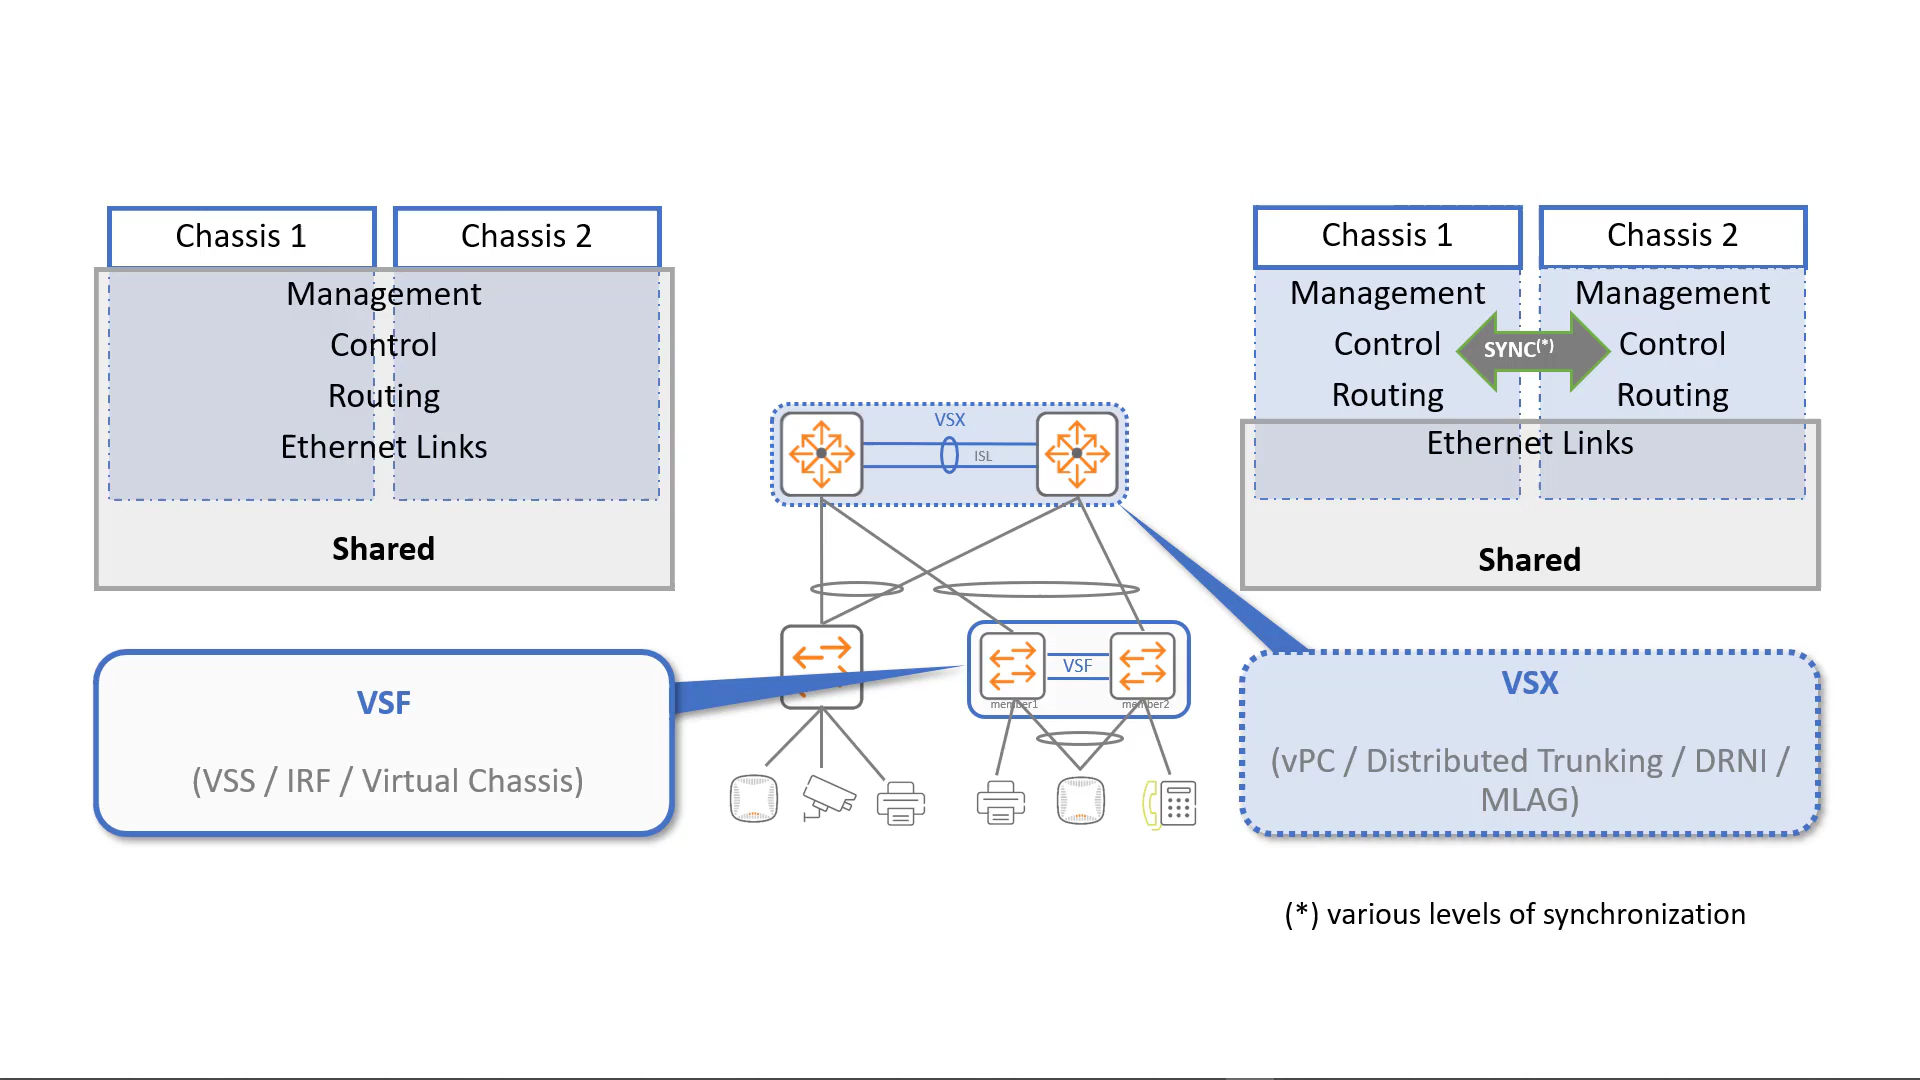 Chassis 1
Chassis 2
Management
Control
Routing
Ethernet Links
Shared
VSF
(VSS / IRF / Virtual Chassis)
VSX
ISL
VSF
member1
member2
Chassis 1
Chassis 2
Management
Management
Control
SYNC(*)
Control
Routing
Routing
Ethernet Links
Shared
VSX
(vPC / Distributed Trunking / DRNI /
MLAG)
(*) various levels of synchronization